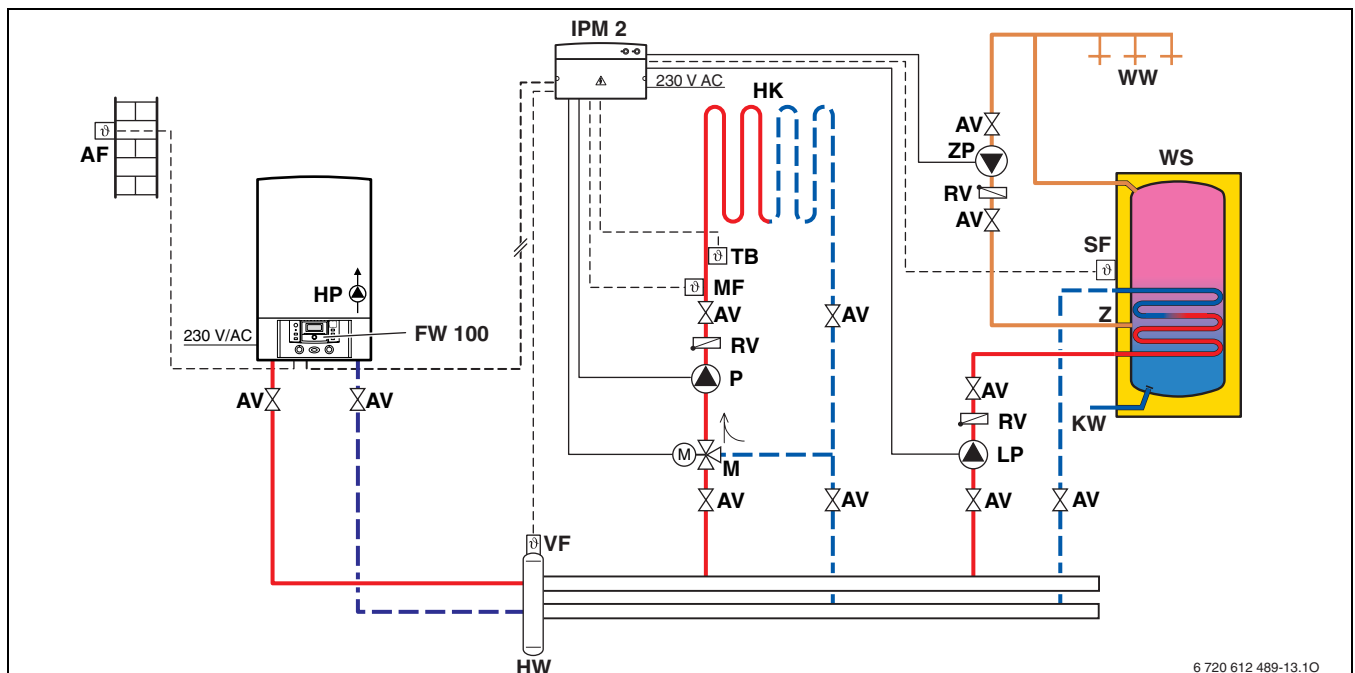 IPM 2
230 V AC
HK
WW
AV
ZP
WS
AF
RV
AV
SF
TB
HP
MF
Z
AV
AV
230 V/AC
FW 100
RV
P
AV
AV
AV
RV
KW
M
M
LP
AV
AV
AV
AV
VF
HW
6 720 612 489-13.1O